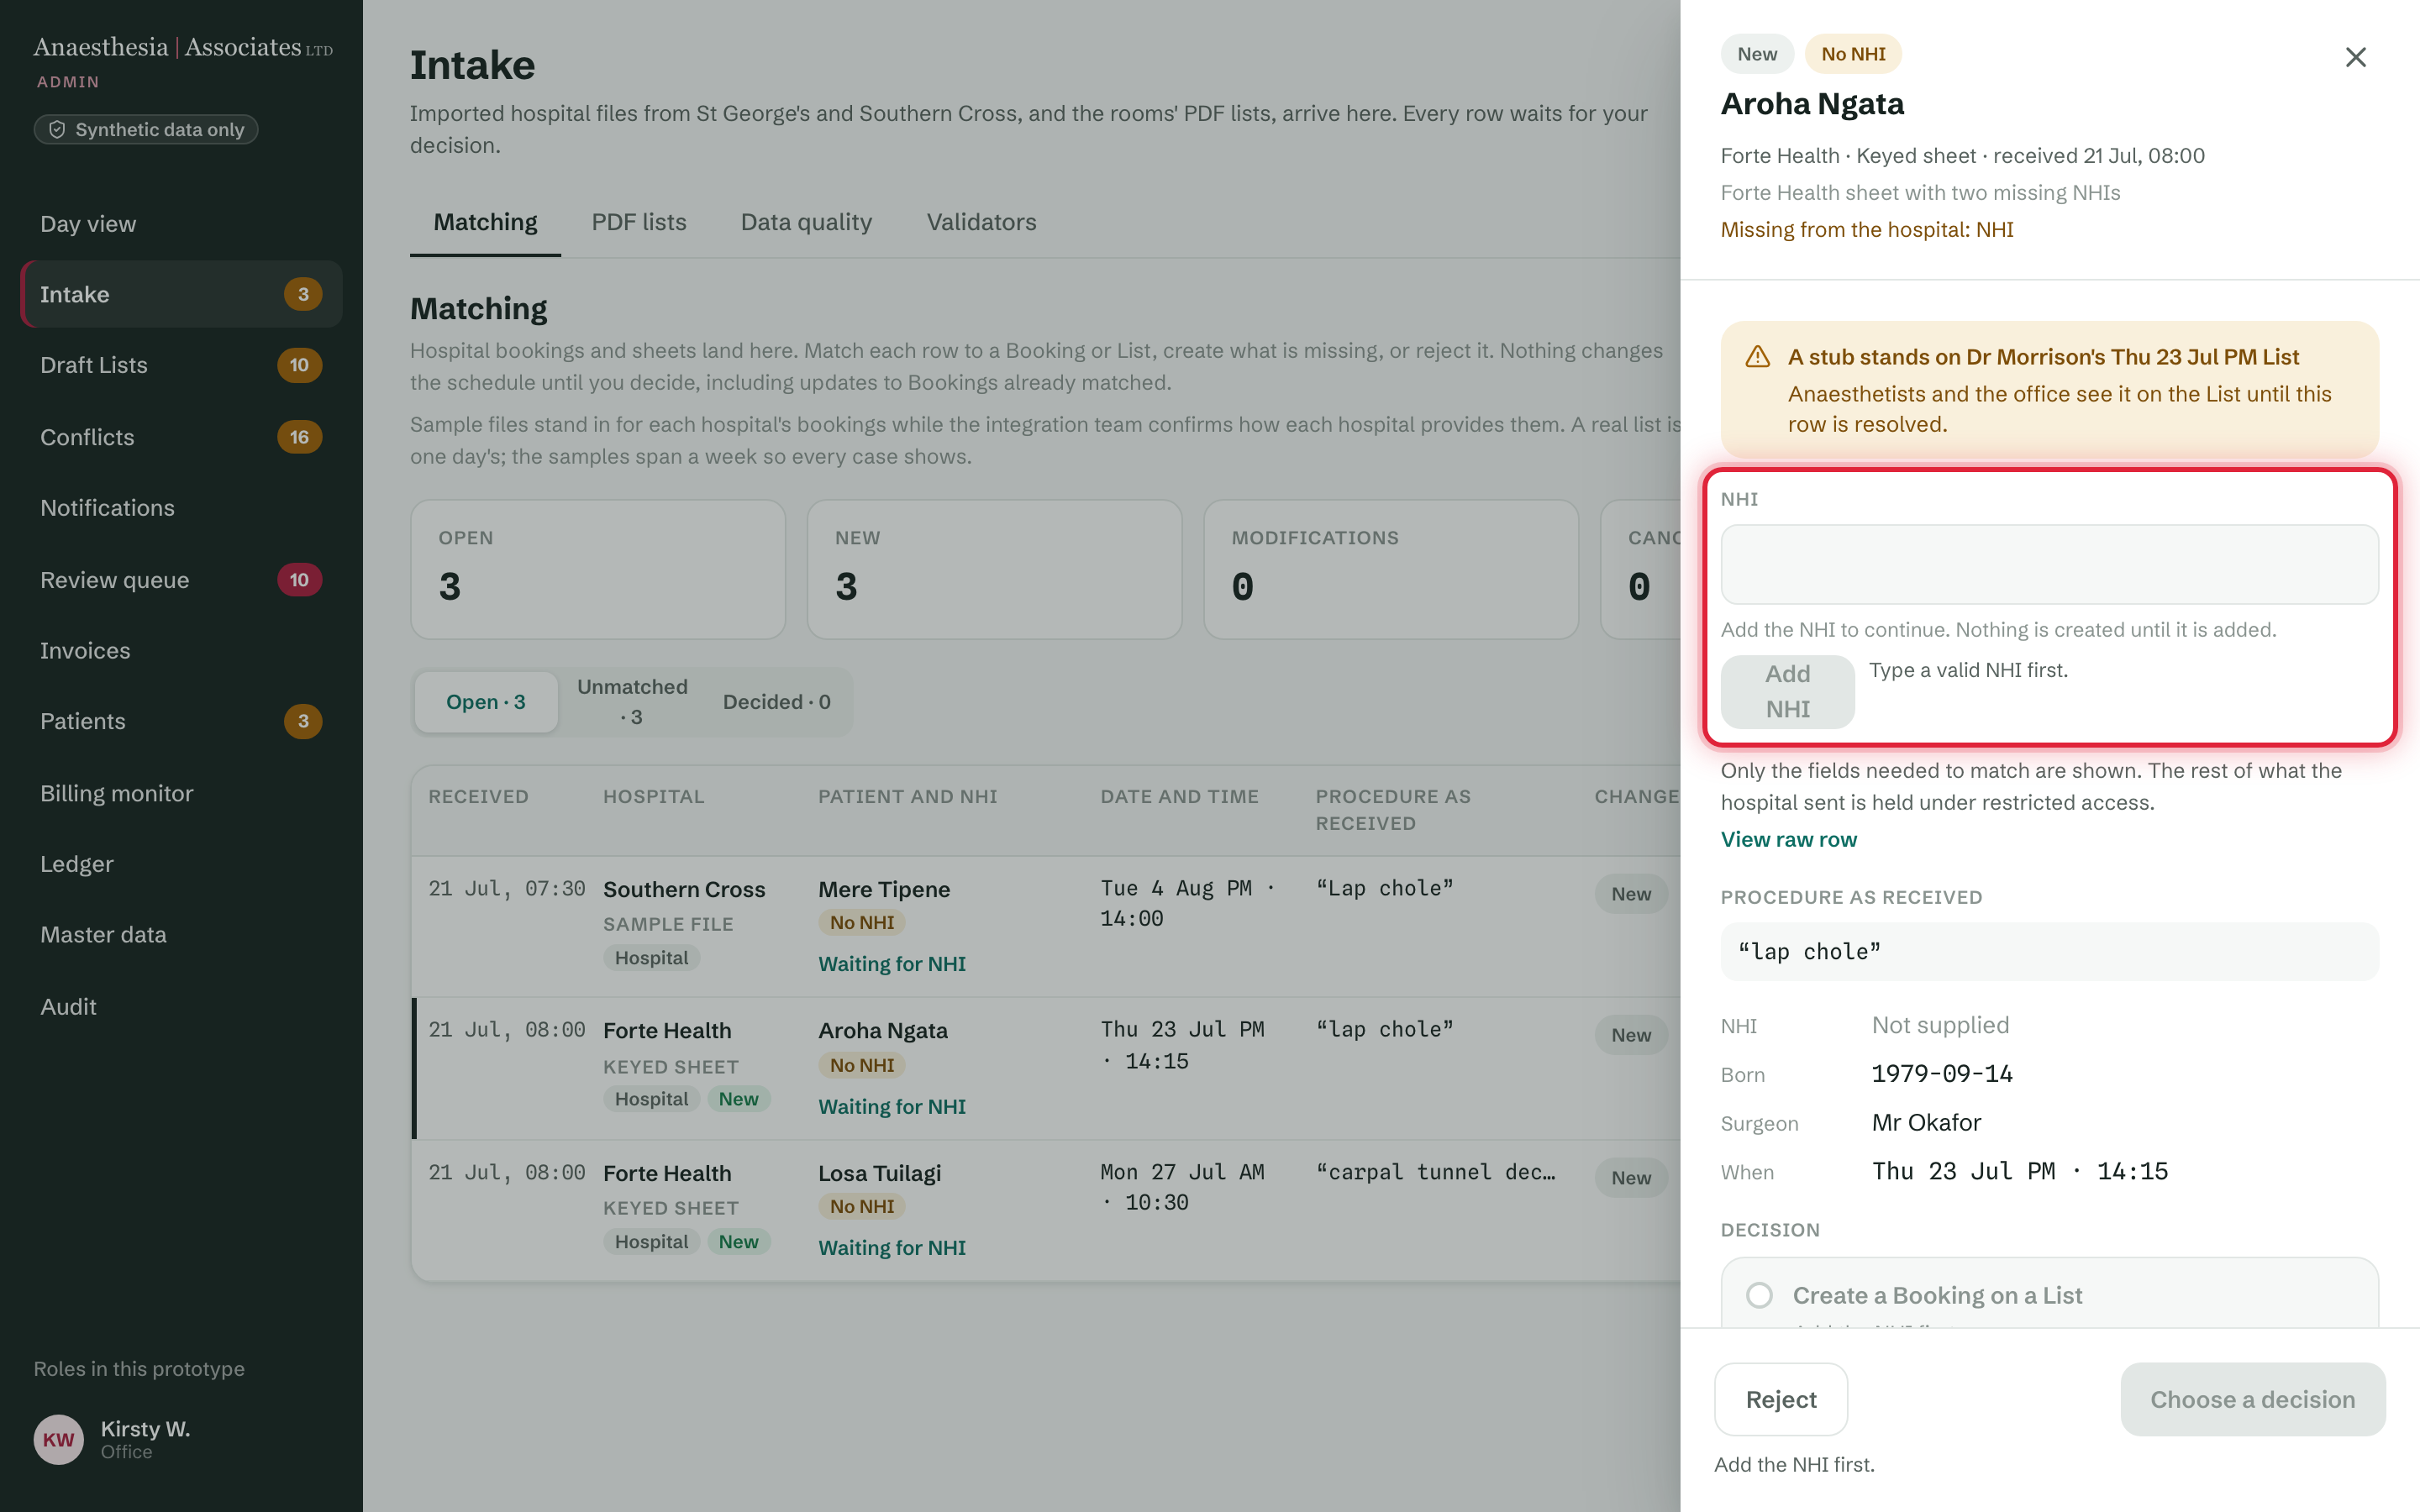 Anaesthesia | Associates LTD
ADMIN
Synthetic data only
Day view
Intake 3
Draft Lists 10
Conflicts 16
Notifications
Review queue 10
Invoices
Patients 3
Billing monitor
Ledger
Master data
Audit
Roles in this prototype
KW
Kirsty W.
Office
Intake
Imported hospital files from St George's and Southern Cross, and the rooms' PDF lists, arrive here. Every row waits for your
decision.
Matching PDF lists Data quality Validators
Matching
Hospital bookings and sheets land here. Match each row to a Booking or List, create what is missing, or reject it. Nothing changes
the schedule until you decide, including updates to Bookings already matched.
Sample files stand in for each hospital's bookings while the integration team confirms how each hospital provides them. A real list is
one day's; the samples span a week so every case shows.
OPEN
3
NEW
3
MODIFICATIONS
0
CANC
0
Open · 3
Unmatched
· 3
Decided · 0
RECEIVED HOSPITAL PATIENT AND NHI DATE AND TIME PROCEDURE AS CHANGE
RECEIVED
21 Jul, 07:30 Southern Cross Mere Tipene Tue 4 Aug PM · “Lap chole” New
SAMPLE FILE No NHI 14:00
Hospital Waiting for NHI
21 Jul, 08:00 Forte Health Aroha Ngata Thu 23 Jul PM “lap chole” New
KEYED SHEET No NHI · 14:15
Hospital New Waiting for NHI
21 Jul, 08:00 Forte Health Losa Tuilagi Mon 27 Jul AM “carpal tunnel dec… New
KEYED SHEET No NHI · 10:30
Hospital New Waiting for NHI
New No NHI
Aroha Ngata
Forte Health · Keyed sheet · received 21 Jul, 08:00
Forte Health sheet with two missing NHIs
Missing from the hospital: NHI
A stub stands on Dr Morrison's Thu 23 Jul PM List
Anaesthetists and the office see it on the List until this
row is resolved.
NHI
Add the NHI to continue. Nothing is created until it is added.
Add
NHI
Type a valid NHI first.
Only the fields needed to match are shown. The rest of what the
hospital sent is held under restricted access.
View raw row
PROCEDURE AS RECEIVED
“lap chole”
NHI Not supplied
Born 1979-09-14
Surgeon Mr Okafor
When Thu 23 Jul PM · 14:15
DECISION
Create a Booking on a List
Reject
Choose a decision
Add the NHI first.